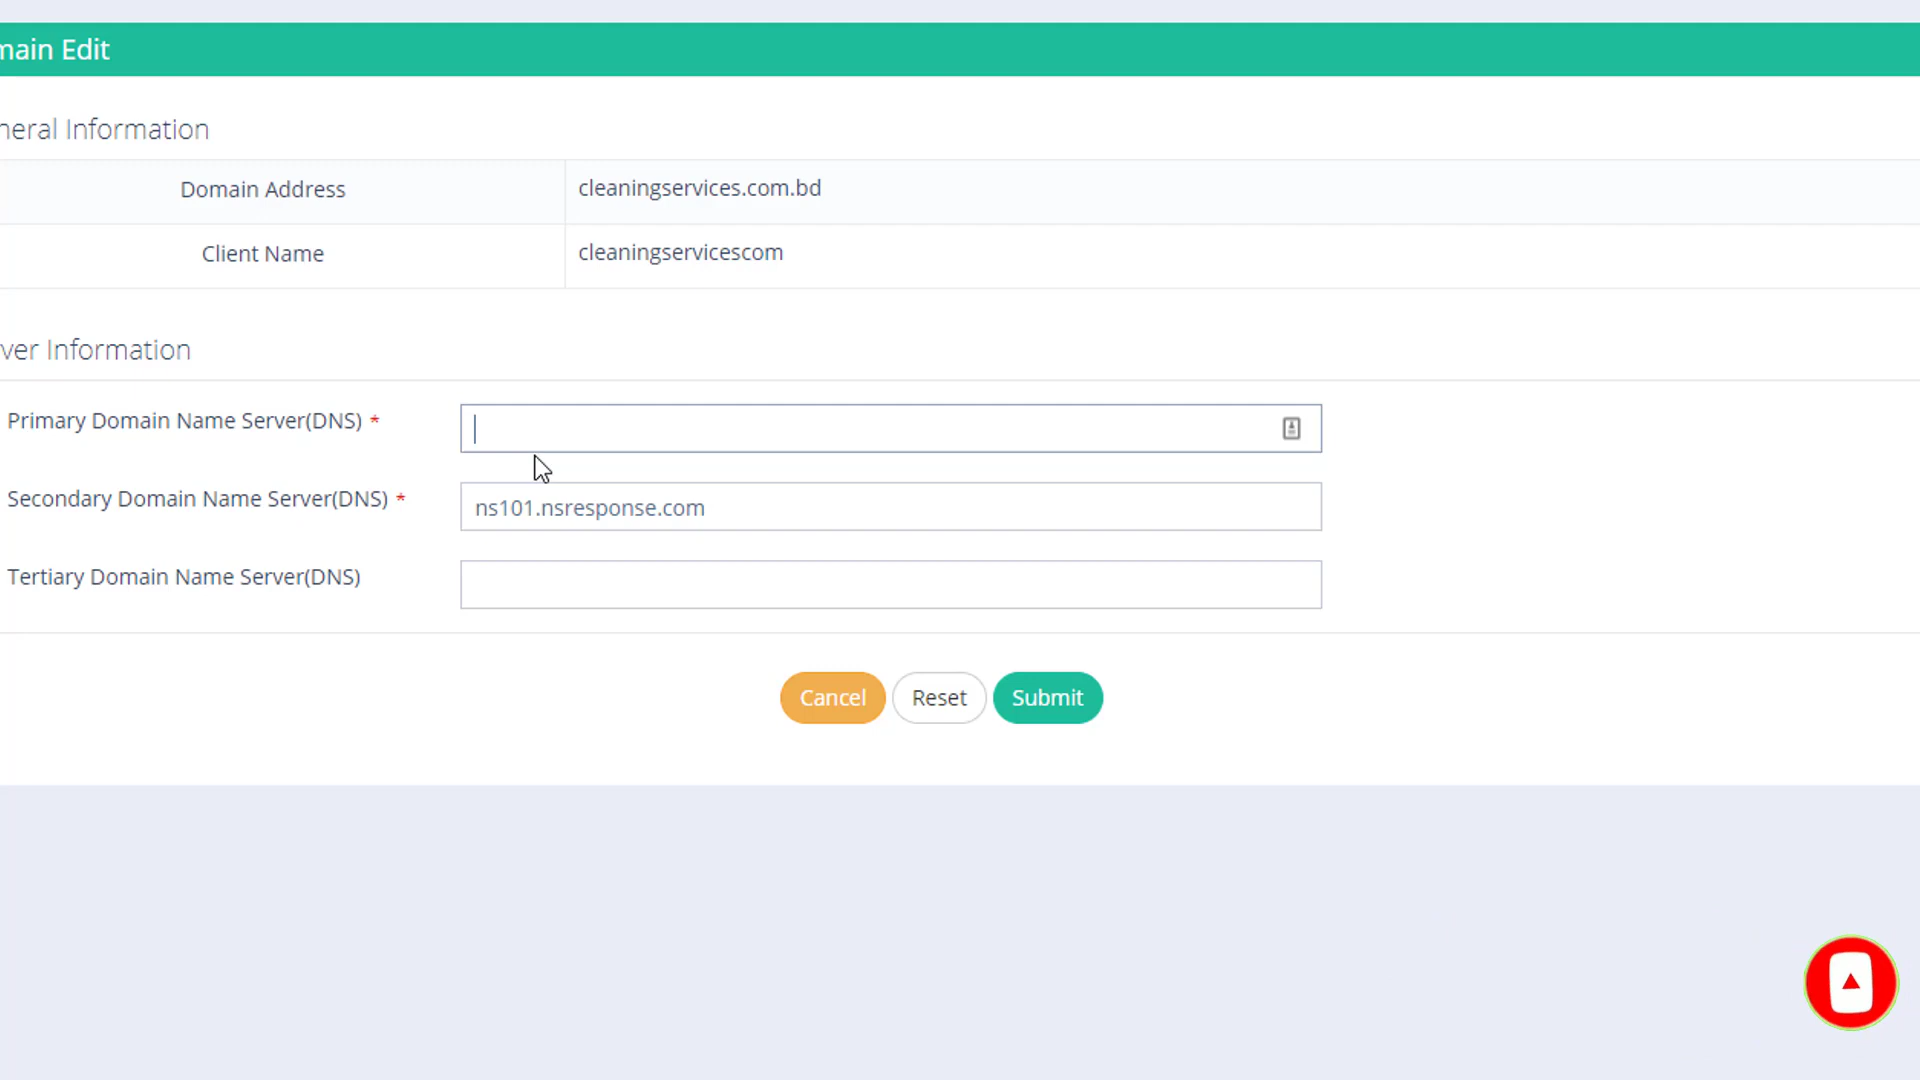 main Edit
neral Information
Domain Address cleaningservices.com.bd
Client Name cleaningservicescom
ver Information
Primary Domain Name Server(DNS) *
Secondary Domain Name Server(DNS) * ns101.nsresponse.com
Tertiary Domain Name Server(DNS)
Cancel Reset Submit